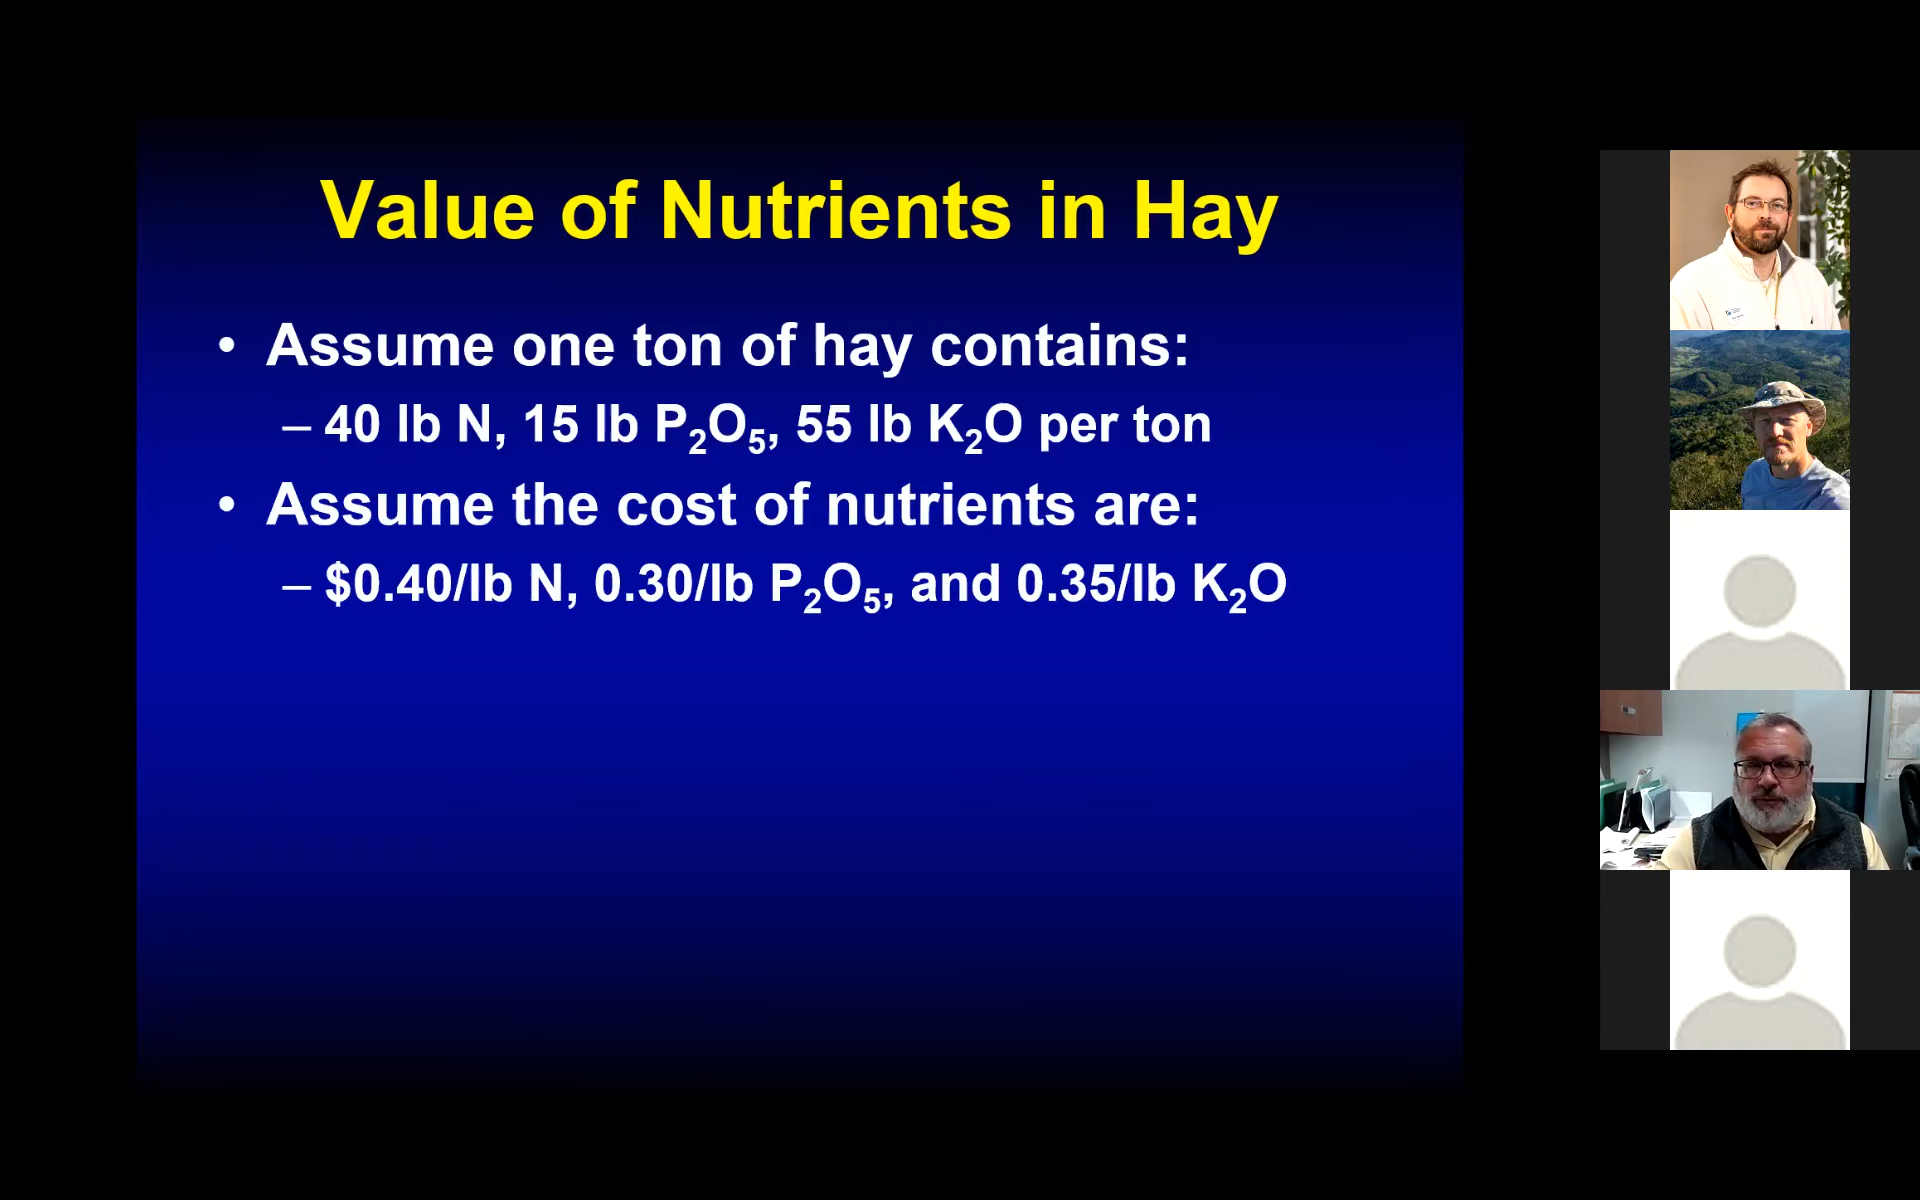 Value of Nutrients in Hay
• Assume one ton of hay contains:
– 40 lb N, 15 lb P₂O₅, 55 lb K₂O per ton
• Assume the cost of nutrients are:
– $0.40/lb N, 0.30/lb P₂O₅, and 0.35/lb K₂O